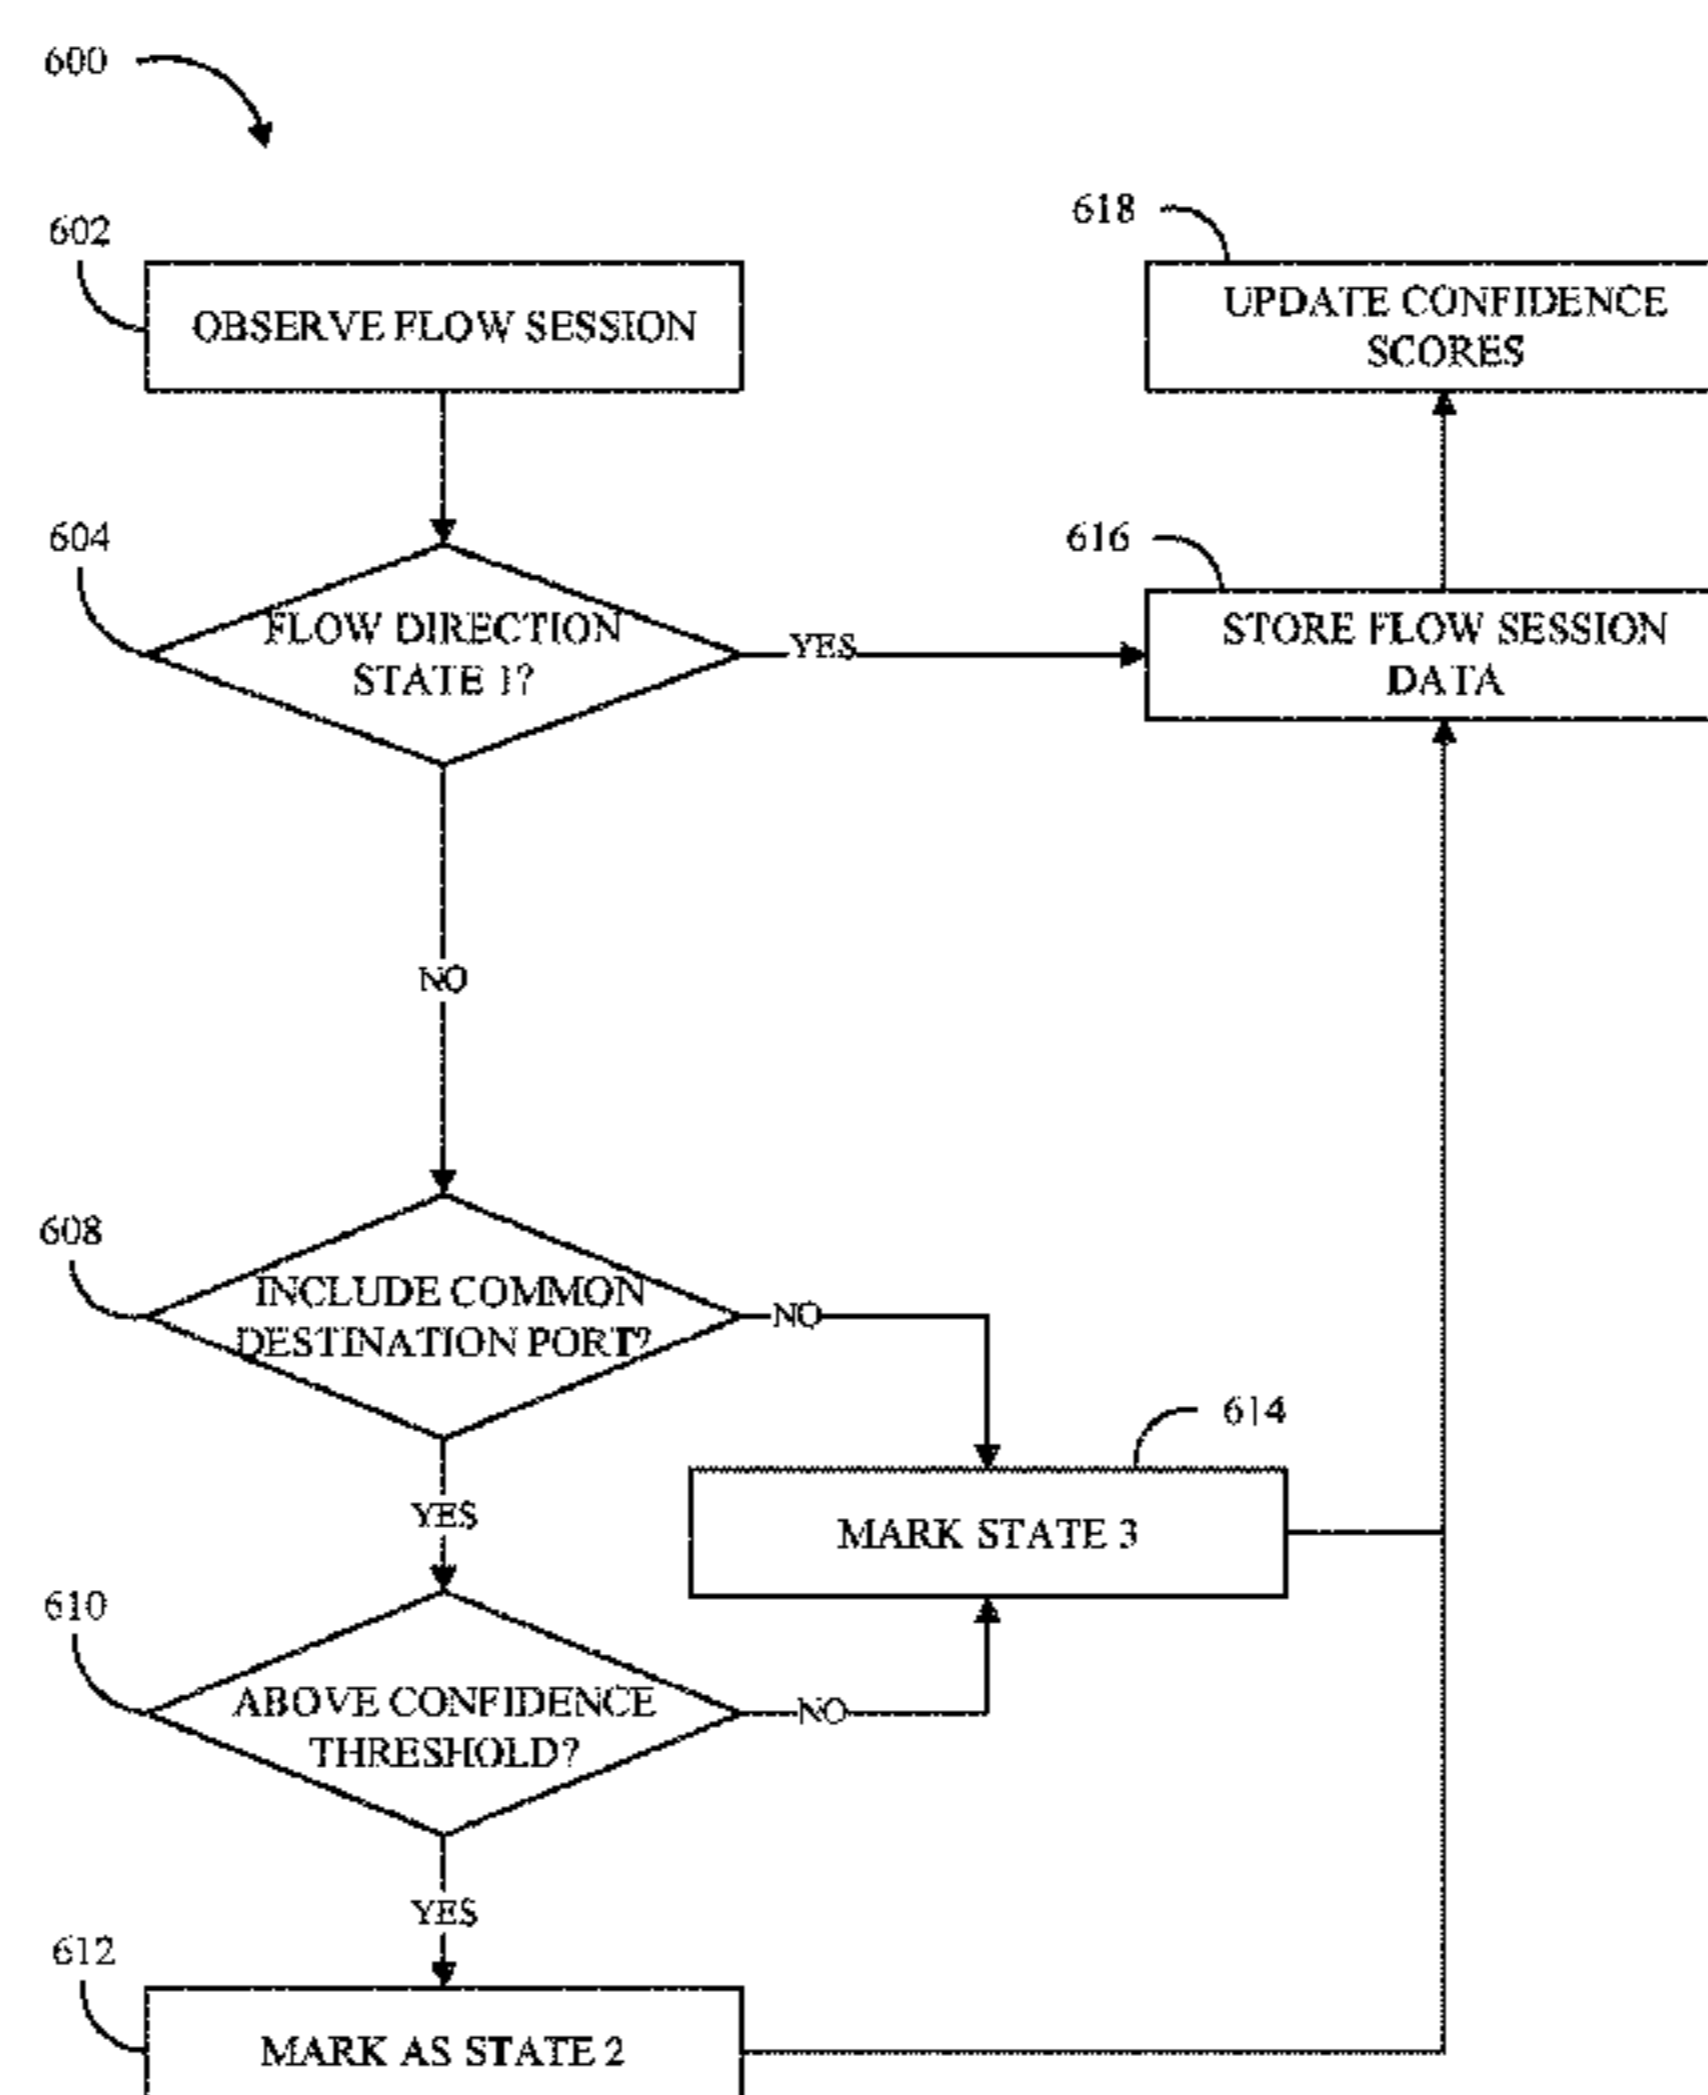 600
602
618
OBSERVE FLOW SESSION
UPDATE CONFIDENCE
SCORES
604
616
FLOW DIRECTION
STATE 1?
YES
STORE FLOW SESSION
DATA
NO
608
INCLUDE COMMON
DESTINATION PORT?
NO
614
YES
MARK STATE 3
610
ABOVE CONFIDENCE
THRESHOLD?
NO
YES
612
MARK AS STATE 2